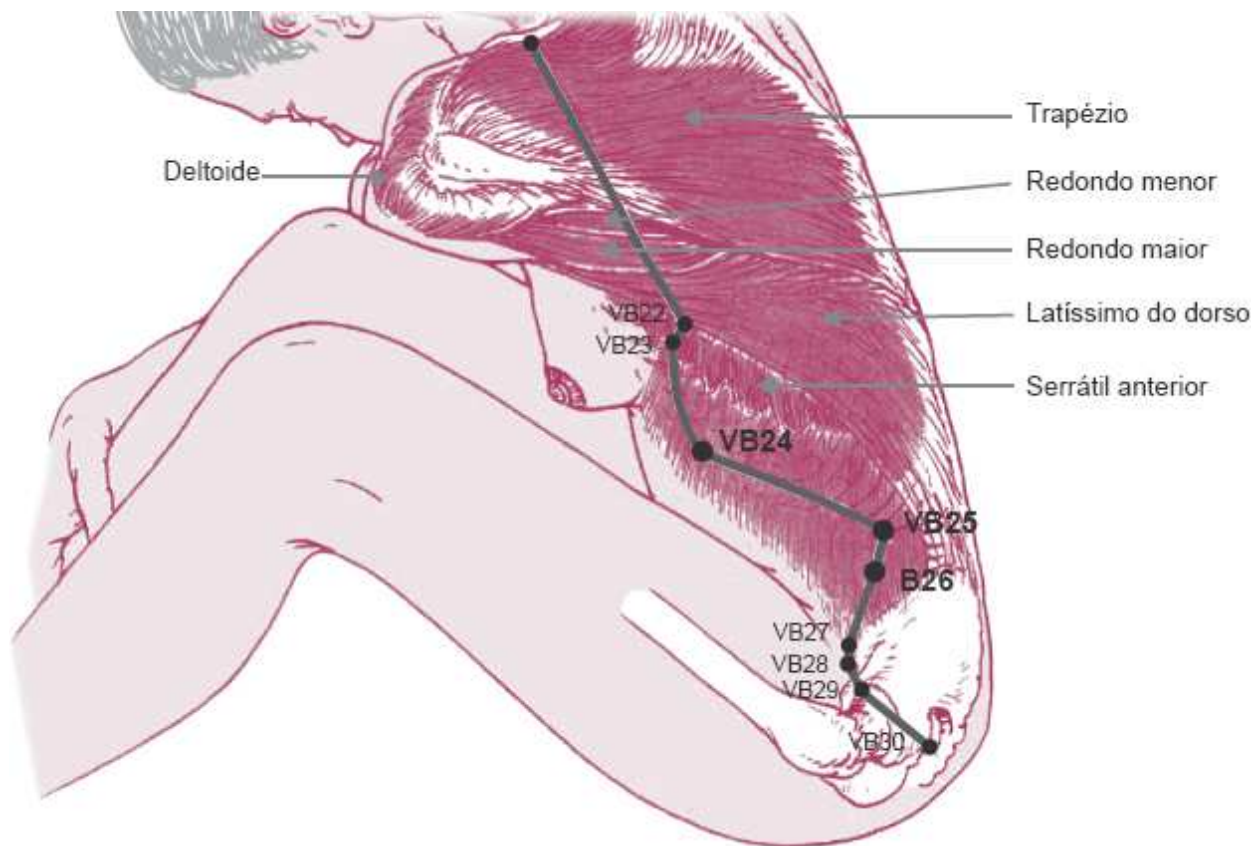 Trapézio
Deltoide
Redondo menor
Redondo maior
VB22
Latíssimo do dorso
VB23
Serrátil anterior
VB24
VB25
B26
VB27
VB28
VB29
VB30